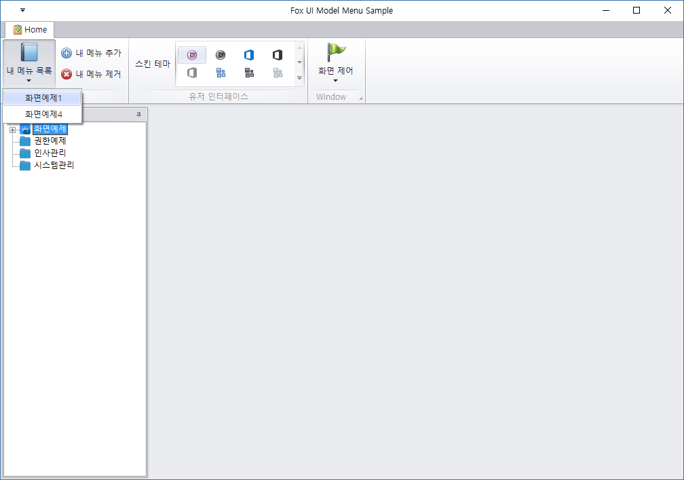 Fox UI Model Menu Sample
Home
내 메뉴 목록
내 메뉴 추가
내 메뉴 제거
스킨 테마
유저 인터페이스
화면 제어
Window
화면예제1
화면예제4
화면예제
권한예제
인사관리
시스템관리